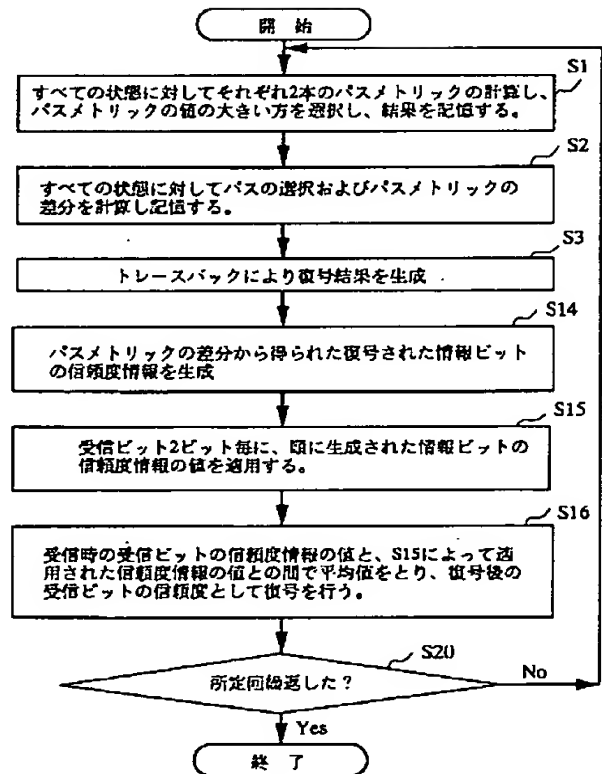 開 始
S1
すべての状態に対してそれぞれ2本のパスメトリックの計算し、
パスメトリックの値の大きい方を選択し、結果を記憶する。
S2
すべての状態に対してパスの選択およびパスメトリックの
差分を計算し記憶する。
S3
トレースバックにより復号結果を生成
S14
パスメトリックの差分から得られた復号された情報ビット
の信頼度情報を生成
S15
受信ビット2ビット毎に、順に生成された情報ビットの
信頼度情報の値を適用する。
S16
受信時の受信ビットの信頼度情報の値と、S15によって適
用された信頼度情報の値との間で平均値をとり、復号後の
受信ビットの信頼度として復号を行う。
S20
所定回繰返した？
No
Yes
終 了